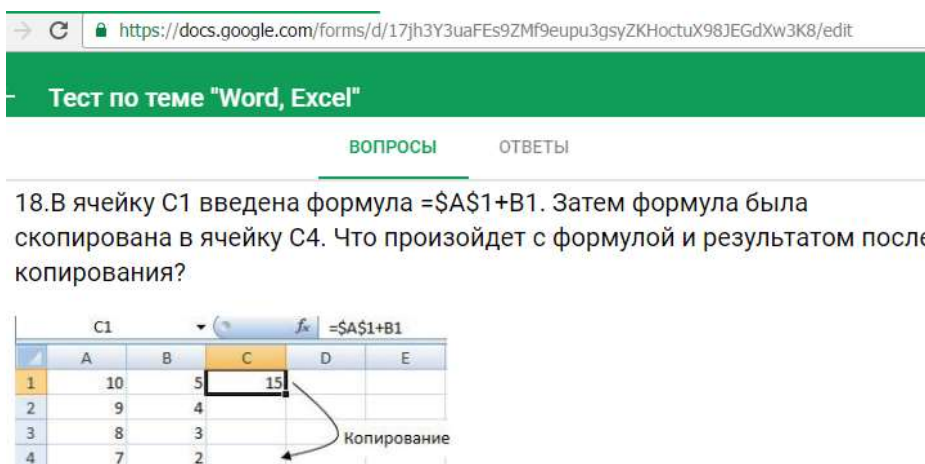 https://docs.google.com/forms/d/17jh3Y3uaFEs9ZMf9eupu3gsyZKHoctuX98JEGdXw3K8/edit
Тест по теме "Word, Excel"
ВОПРОСЫ ОТВЕТЫ
18.В ячейку C1 введена формула =$A$1+B1. Затем формула была
скопирована в ячейку C4. Что произойдет с формулой и результатом после
копирования?
C1 fx =$A$1+B1
A B C D E
1 10 5 15
2 9 4
3 8 3 Копирование
4 7 2